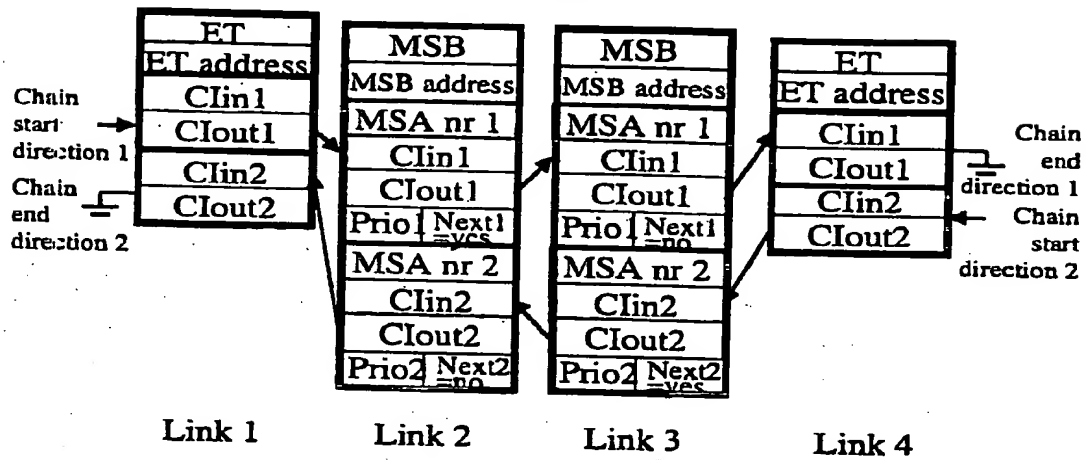 Chain
start
direction 1
Chain
end
direction 2
ET
ET address
CIin1
CIout1
CIin2
CIout2
Link 1
MSB
MSB address
MSA nr 1
CIin1
CIout1
Prio1 Next1
=yes
MSA nr 2
CIin2
CIout2
Prio2 Next2
=no
Link 2
MSB
MSB address
MSA nr 1
CIin1
CIout1
Prio1 Next1
=no
MSA nr 2
CIin2
CIout2
Prio2 Next2
=yes
Link 3
ET
ET address
CIin1
CIout1
CIin2
CIout2
Link 4
Chain
end
direction 1
Chain
start
direction 2